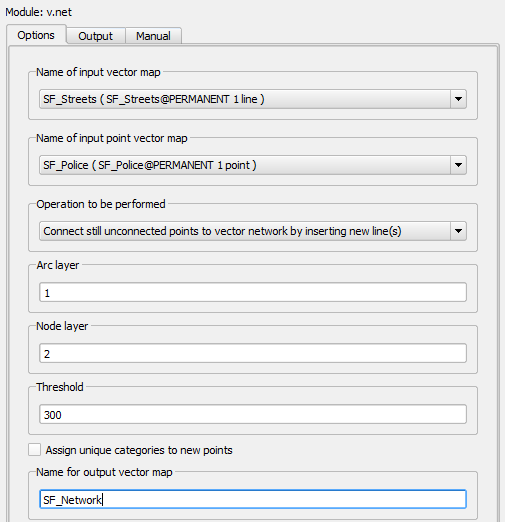 Module: v.net
Options Output Manual
Name of input vector map
SF_Streets ( SF_Streets@PERMANENT 1 line )
Name of input point vector map
SF_Police ( SF_Police@PERMANENT 1 point )
Operation to be performed
Connect still unconnected points to vector network by inserting new line(s)
Arc layer
1
Node layer
2
Threshold
300
Assign unique categories to new points
Name for output vector map
SF_Network